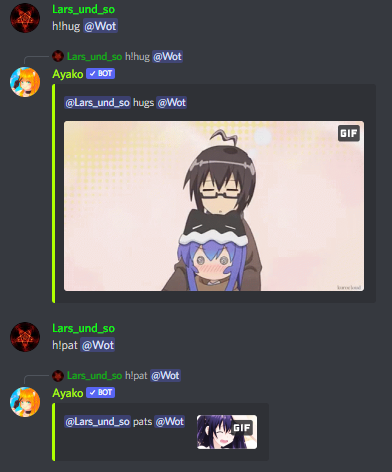 Lars_und_so
h!hug @Wot
Lars_und_so h!hug @Wot
Ayako ✓ BOT
@Lars_und_so hugs @Wot
GIF
Lars_und_so
h!pat @Wot
Lars_und_so h!pat @Wot
Ayako ✓ BOT
@Lars_und_so pats @Wot
GIF